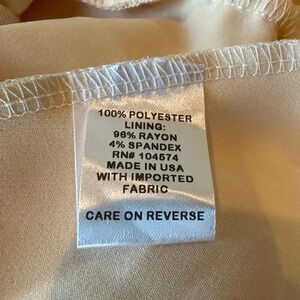 100% POLYESTER
LINING:
96% RAYON
4% SPANDEX
RN# 104574
MADE IN USA
WITH IMPORTED
FABRIC
CARE ON REVERSE